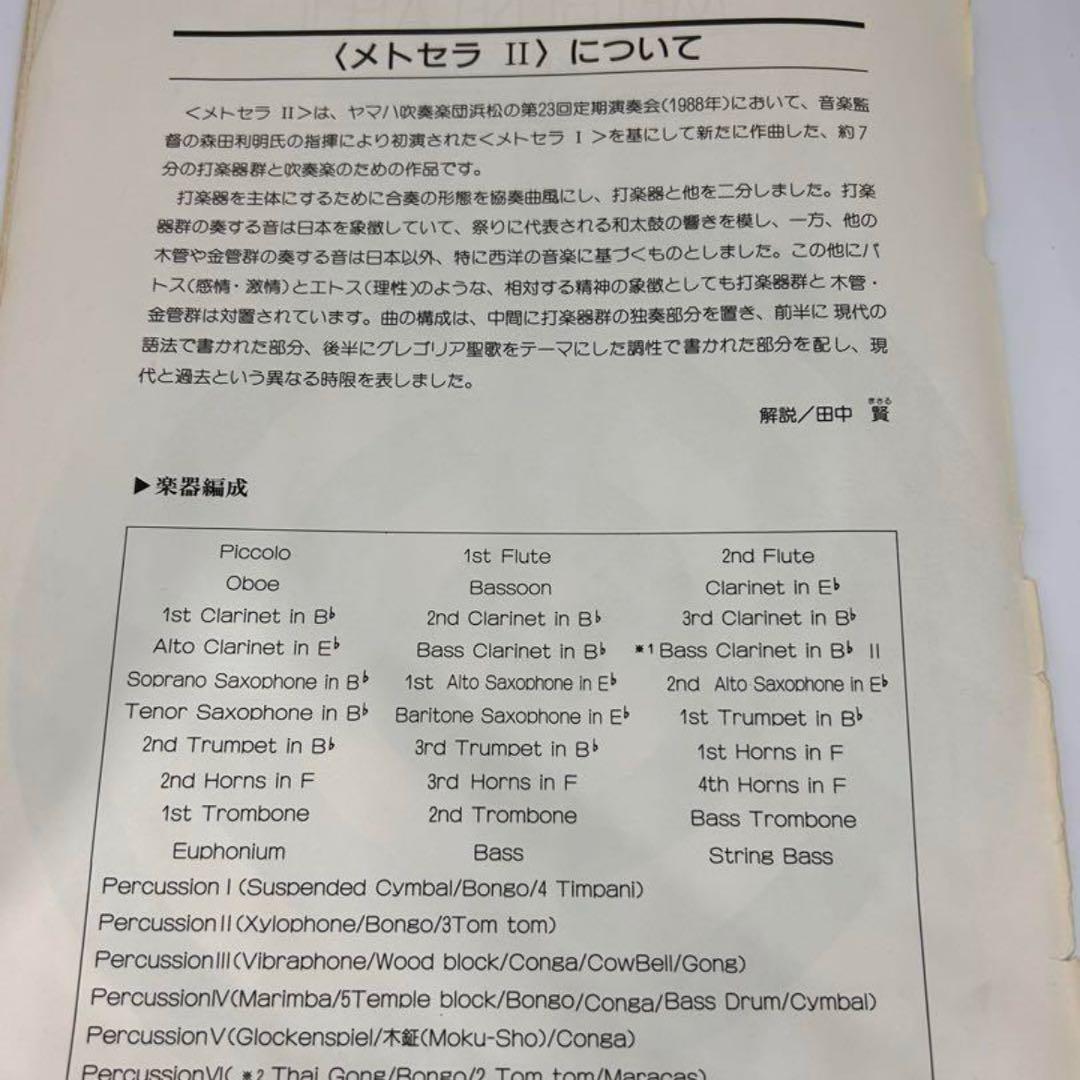 〈メトセラ II〉について
＜メトセラ II＞は、ヤマハ吹奏楽団浜松の第23回定期演奏会(1988年)において、音楽監
督の森田利明氏の指揮により初演された＜メトセラ I ＞を基にして新たに作曲した、約7
分の打楽器群と吹奏楽のための作品です。
打楽器を主体にするために合奏の形態を協奏曲風にし、打楽器と他を二分しました。打楽
器群の奏する音は日本を象徴していて、祭りに代表される和太鼓の響きを模し、一方、他の
木管や金管群の奏する音は日本以外、特に西洋の音楽に基づくものとしました。この他にパ
トス(感情・激情)とエトス(理性)のような、相対する精神の象徴としても打楽器群と木管・
金管群は対置されています。曲の構成は、中間に打楽器群の独奏部分を置き、前半に現代の
語法で書かれた部分、後半にグレゴリア聖歌をテーマにした調性で書かれた部分を配し、現
代と過去という異なる時限を表しました。
解説／田中 賢
まさる
▶楽器編成
Piccolo 1st Flute 2nd Flute
Oboe Bassoon Clarinet in E♭
1st Clarinet in B♭ 2nd Clarinet in B♭ 3rd Clarinet in B♭
Alto Clarinet in E♭ Bass Clarinet in B♭ ※1 Bass Clarinet in B♭ II
Soprano Saxophone in B♭ 1st Alto Saxophone in E♭ 2nd Alto Saxophone in E♭
Tenor Saxophone in B♭ Baritone Saxophone in E♭ 1st Trumpet in B♭
2nd Trumpet in B♭ 3rd Trumpet in B♭ 1st Horns in F
2nd Horns in F 3rd Horns in F 4th Horns in F
1st Trombone 2nd Trombone Bass Trombone
Euphonium Bass String Bass
Percussion I (Suspended Cymbal/Bongo/4 Timpani)
Percussion II (Xylophone/Bongo/3Tom tom)
Percussion III (Vibraphone/Wood block/Conga/CowBell/Gong)
Percussion IV (Marimba/5Temple block/Bongo/Conga/Bass Drum/Cymbal)
Percussion V (Glockenspiel/木鉦(Moku-Sho)/Conga)
Percussion VI ( ※2 Thai Gong/Bongo/2 Tom tom/Maracas)